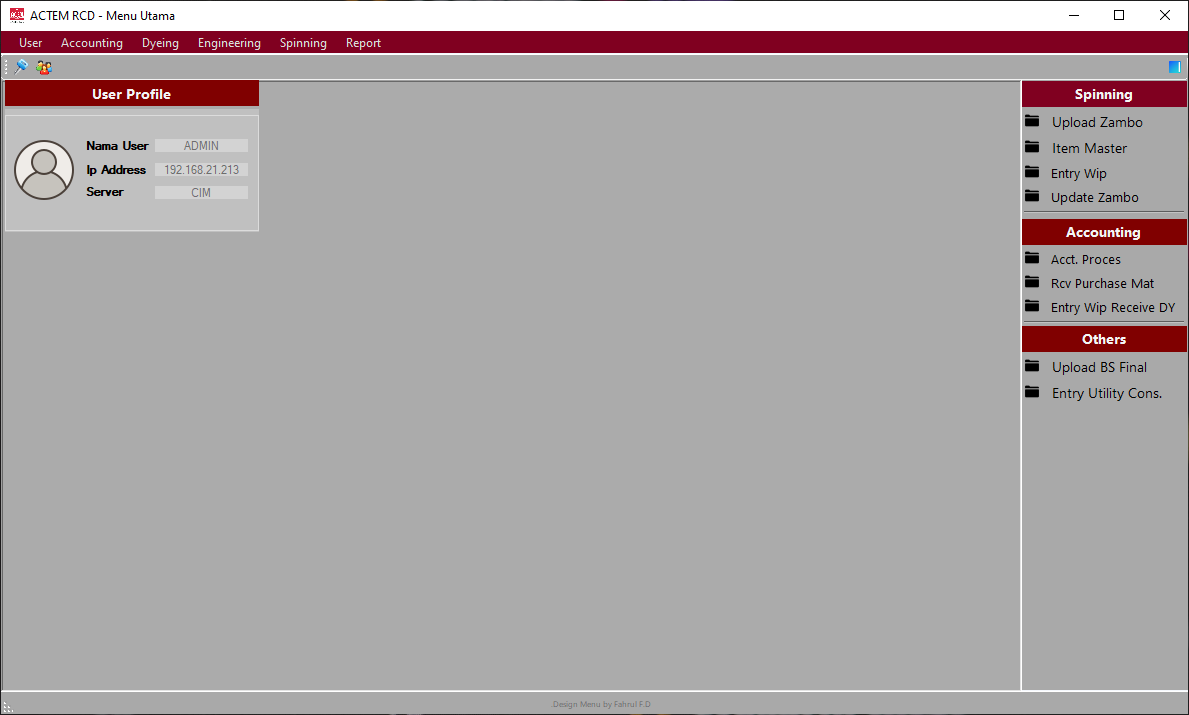 ACTEM RCD - Menu Utama
User Accounting Dyeing Engineering Spinning Report
User Profile
Nama User ADMIN
Ip Address 192.168.21.213
Server CIM
Spinning
Upload Zambo
Item Master
Entry Wip
Update Zambo
Accounting
Acct. Proces
Rcv Purchase Mat
Entry Wip Receive DY
Others
Upload BS Final
Entry Utility Cons.
Design Menu by Fahrul F.D